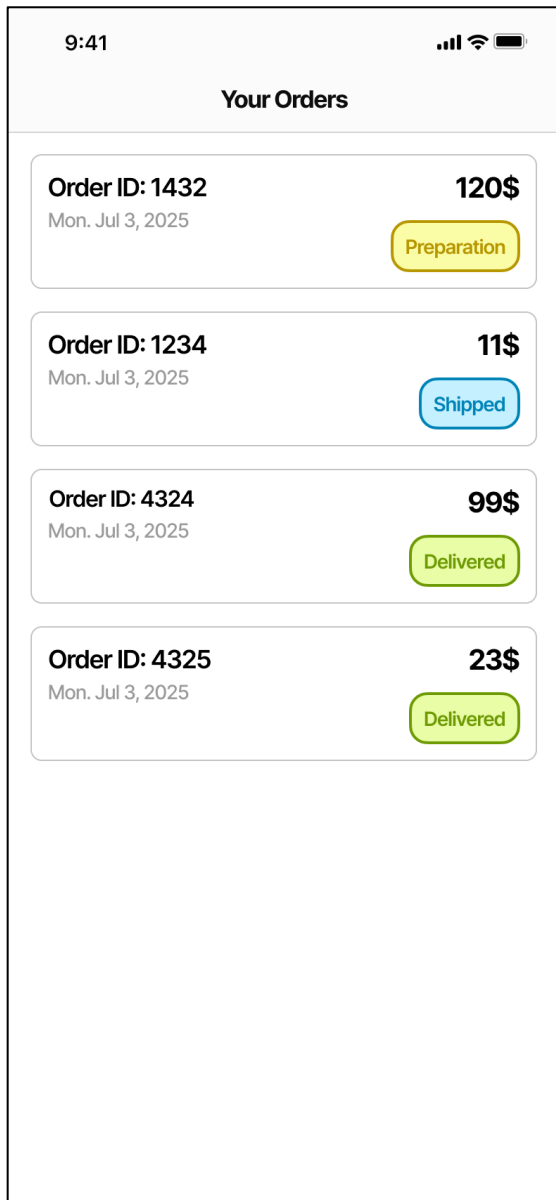 9:41
Your Orders
Order ID: 1432
120$
Mon. Jul 3, 2025
Preparation
Order ID: 1234
11$
Mon. Jul 3, 2025
Shipped
Order ID: 4324
99$
Mon. Jul 3, 2025
Delivered
Order ID: 4325
23$
Mon. Jul 3, 2025
Delivered